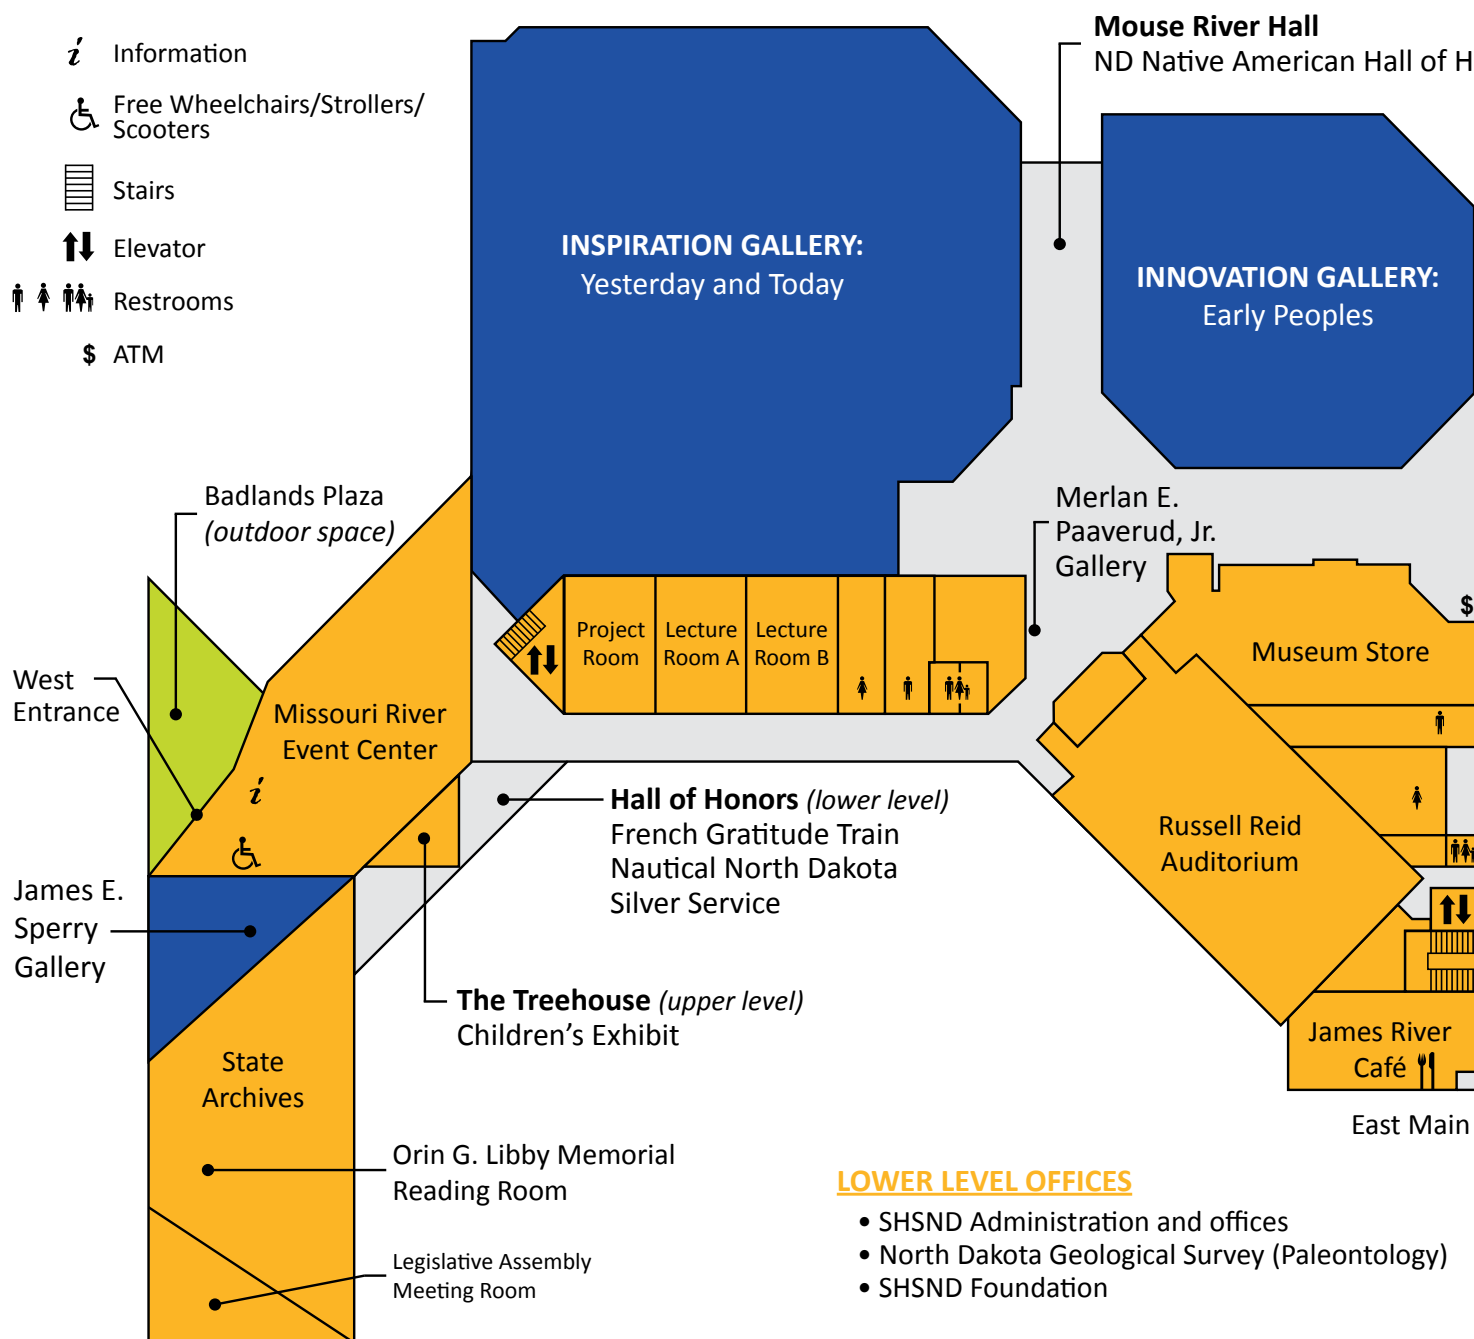 i Information
Free Wheelchairs/Strollers/
Scooters
Stairs
Elevator
Restrooms
$ ATM
Mouse River Hall
ND Native American Hall of H
INSPIRATION GALLERY:
Yesterday and Today
INNOVATION GALLERY:
Early Peoples
Badlands Plaza
(outdoor space)
Merlan E.
Paaverud, Jr.
Gallery
West
Entrance
Project
Room
Lecture
Room A
Lecture
Room B
$
Museum Store
Missouri River
Event Center
i
Hall of Honors (lower level)
French Gratitude Train
Nautical North Dakota
Silver Service
Russell Reid
Auditorium
James E.
Sperry
Gallery
The Treehouse (upper level)
Children's Exhibit
James River
Café
East Main
State
Archives
Orin G. Libby Memorial
Reading Room
Legislative Assembly
Meeting Room
LOWER LEVEL OFFICES
• SHSND Administration and offices
• North Dakota Geological Survey (Paleontology)
• SHSND Foundation